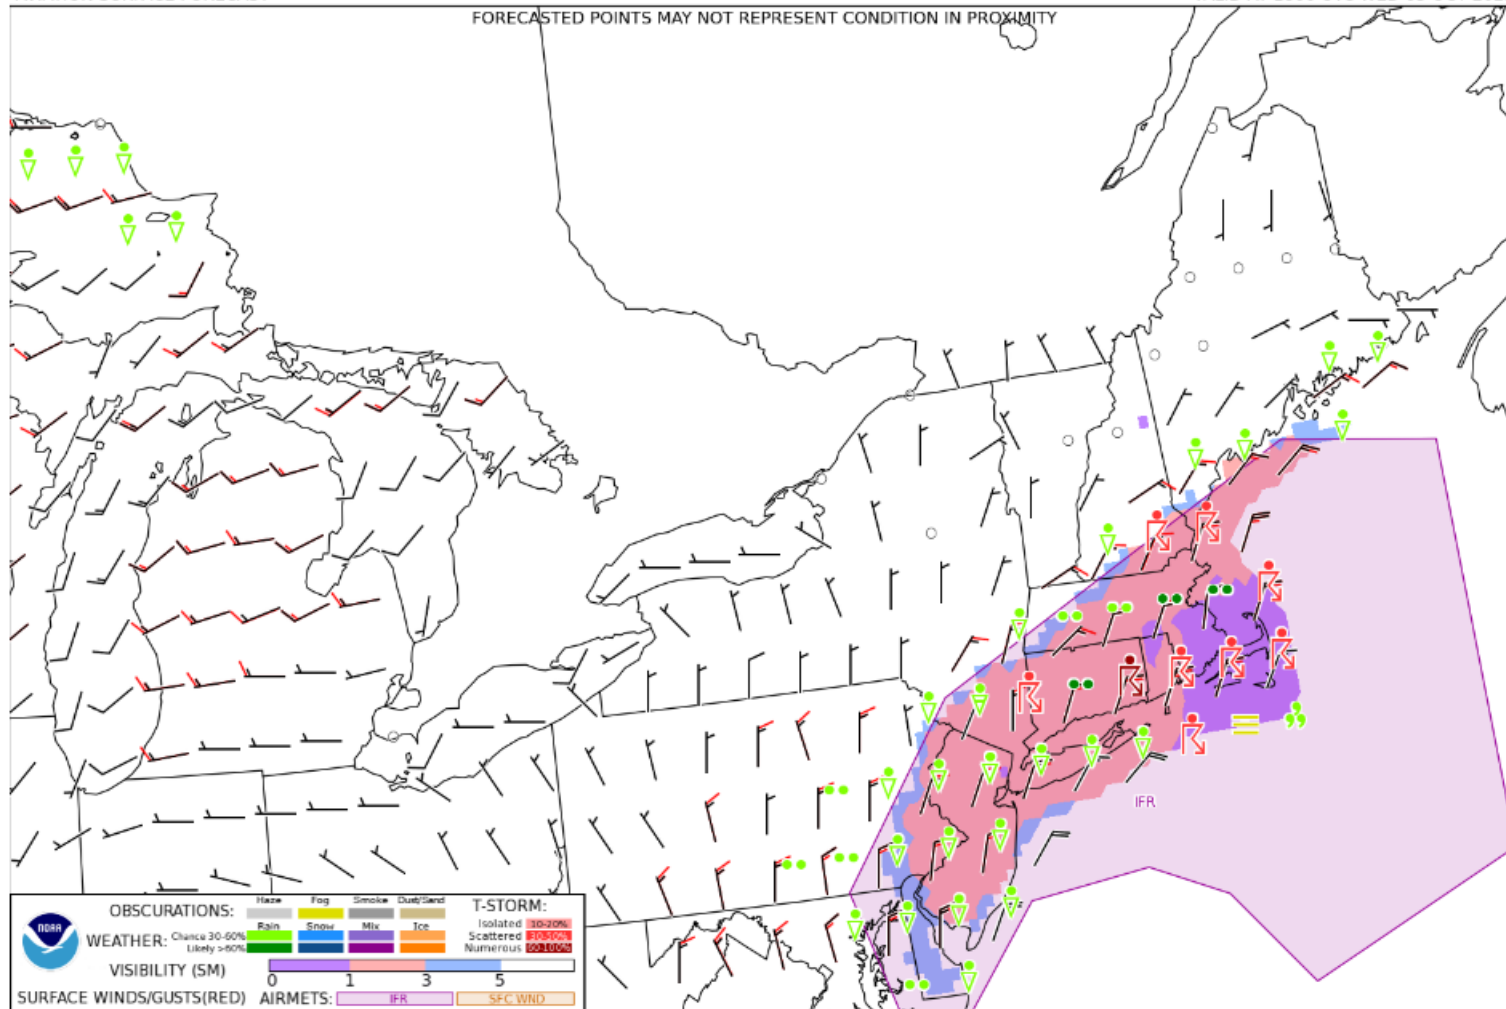 FORECASTED POINTS MAY NOT REPRESENT CONDITION IN PROXIMITY
IFR
OBSCURATIONS: Haze Fog Smoke Dust/Sand
T-STORM:
Isolated 10-20%
Scattered 30-50%
Numerous 60-100%
Rain Snow Mix Ice
WEATHER: Chance 30-60%
Likely >60%
NOAA
VISIBILITY (SM)
0 1 3 5
SURFACE WINDS/GUSTS(RED) AIRMETS: IFR SFC WND